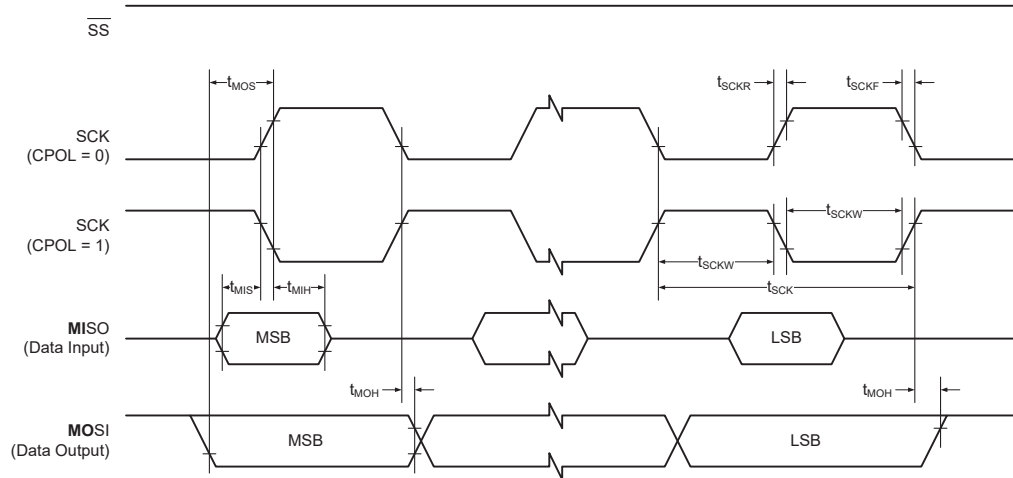 SS
tMOS
tSCKR
tSCKF
SCK
(CPOL = 0)
SCK
(CPOL = 1)
tSCKW
tSCKW
tSCK
tMIS
tMIH
MISO
(Data Input)
MSB
LSB
tMOH
tMOH
MOSI
(Data Output)
MSB
LSB